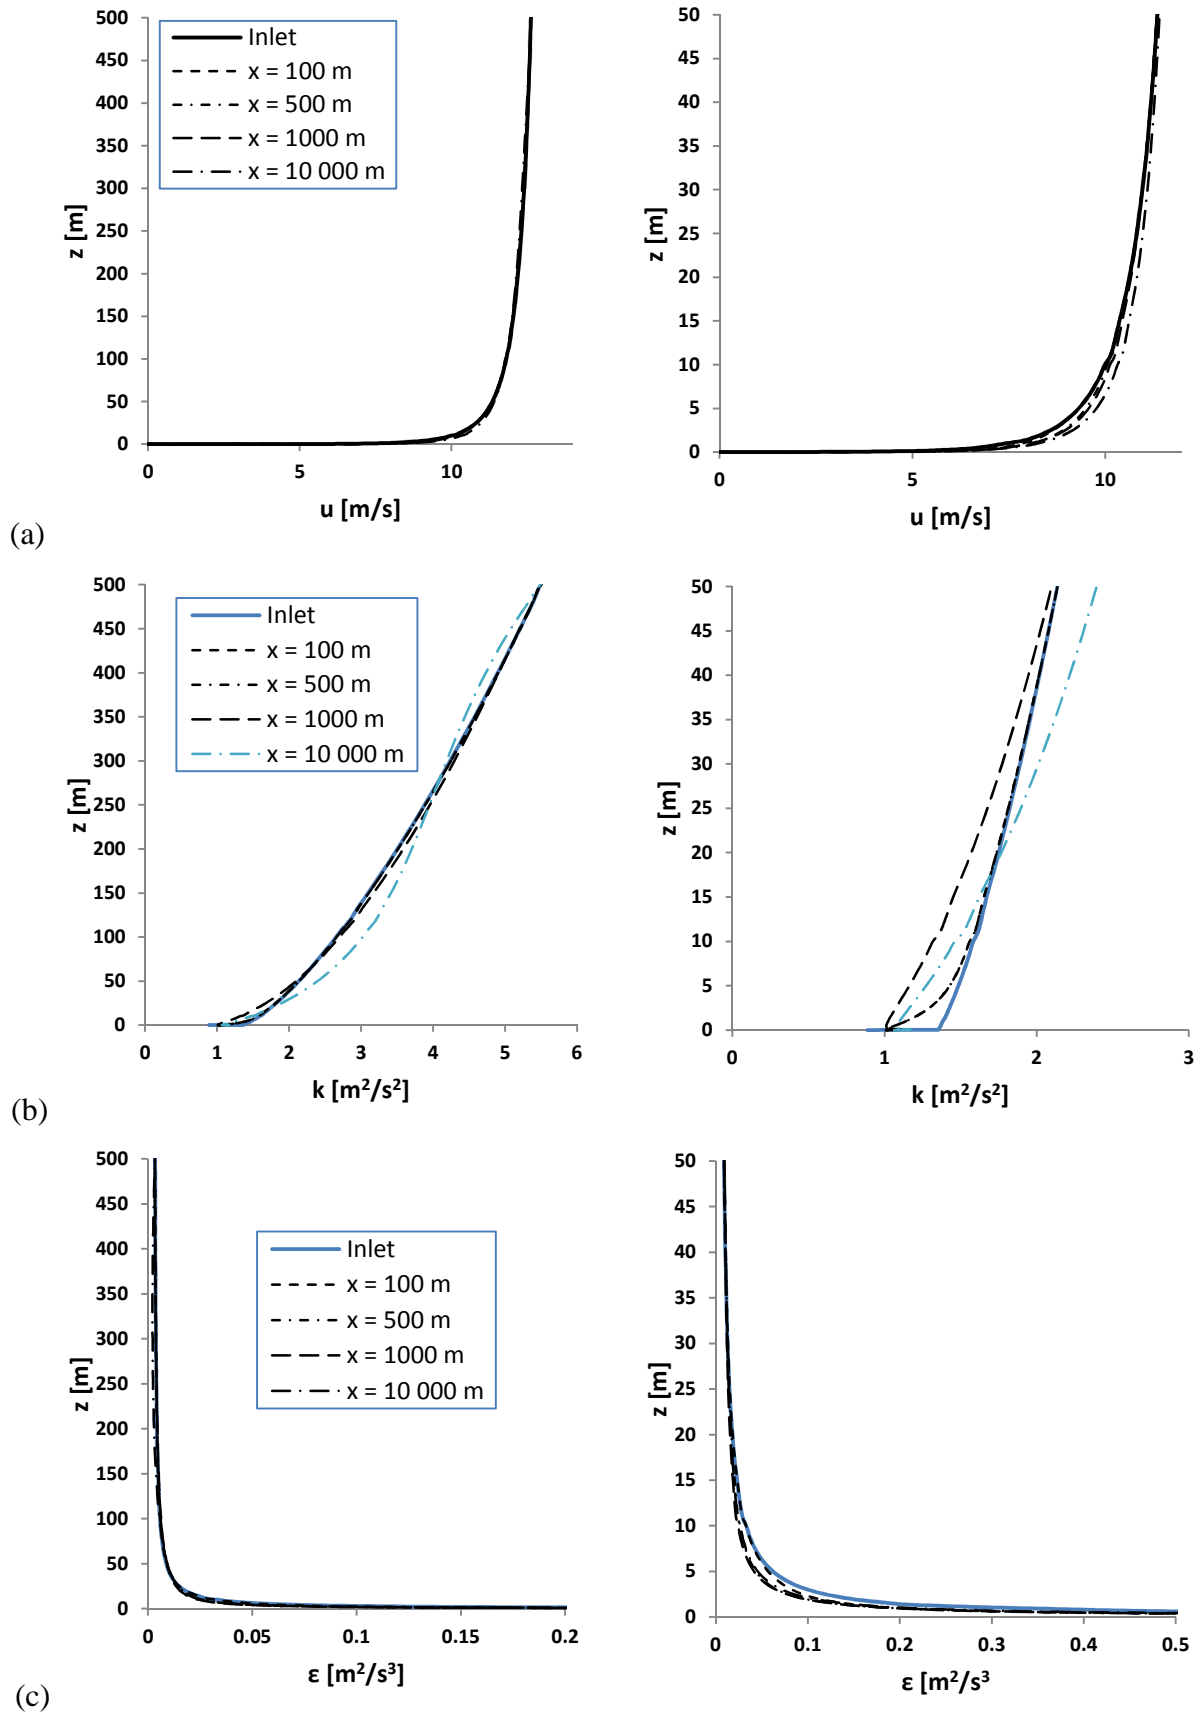 500
450
400
350
300
250
200
150
100
50
0
z [m]
Inlet
x = 100 m
x = 500 m
x = 1000 m
x = 10 000 m
0 5 10
u [m/s]
50
45
40
35
30
25
20
15
10
5
0
z [m]
0 5 10
u [m/s]
(a)
500
450
400
350
300
250
200
150
100
50
0
z [m]
Inlet
x = 100 m
x = 500 m
x = 1000 m
x = 10 000 m
0 1 2 3 4 5 6
k [m²/s²]
50
45
40
35
30
25
20
15
10
5
0
z [m]
0 1 2 3
k [m²/s²]
(b)
500
450
400
350
300
250
200
150
100
50
0
z [m]
Inlet
x = 100 m
x = 500 m
x = 1000 m
x = 10 000 m
0 0.05 0.1 0.15 0.2
ε [m²/s³]
50
45
40
35
30
25
20
15
10
5
0
z [m]
0 0.1 0.2 0.3 0.4 0.5
ε [m²/s³
(c)